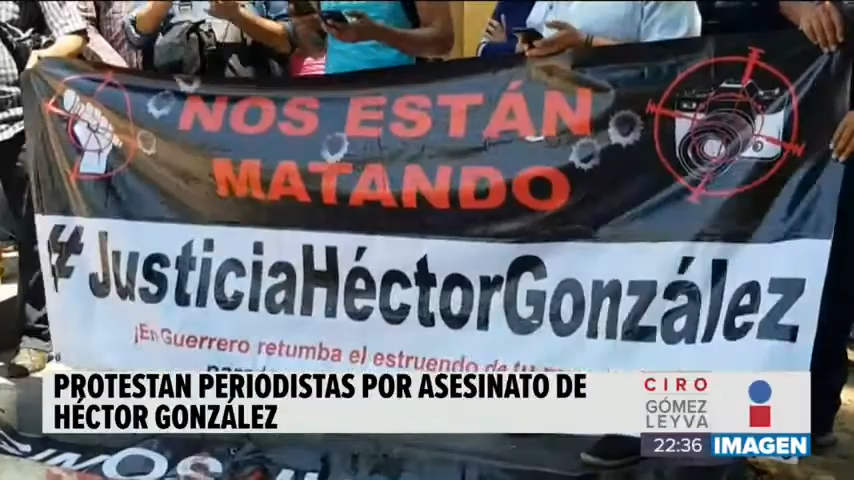 NOS ESTÁN
MATANDO
#JusticiaHéctorGonzález
¡En Guerrero retumba el estruendo de tu
PROTESTAN PERIODISTAS POR ASESINATO DE
HÉCTOR GONZÁLEZ
CIRO
GÓMEZ
LEYVA
22:36 IMAGEN